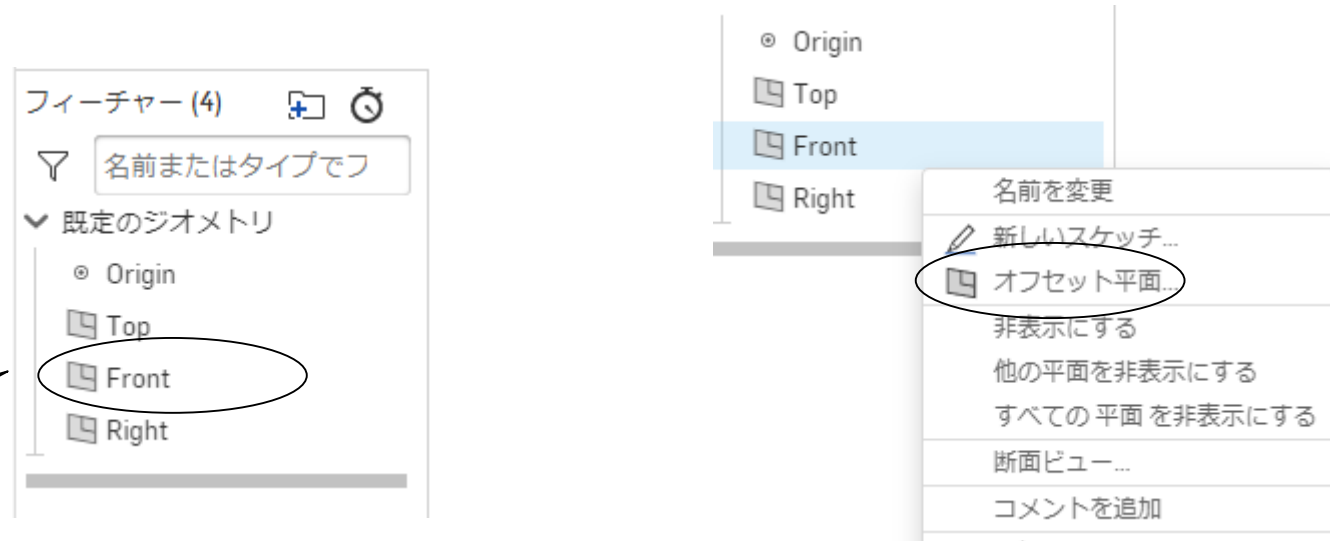 フィーチャー (4)
名前またはタイプでフ
既定のジオメトリ
Origin
Top
Front
Right
Origin
Top
Front
Right
名前を変更
新しいスケッチ...
オフセット平面...
非表示にする
他の平面を非表示にする
すべての 平面 を非表示にする
断面ビュー...
コメントを追加